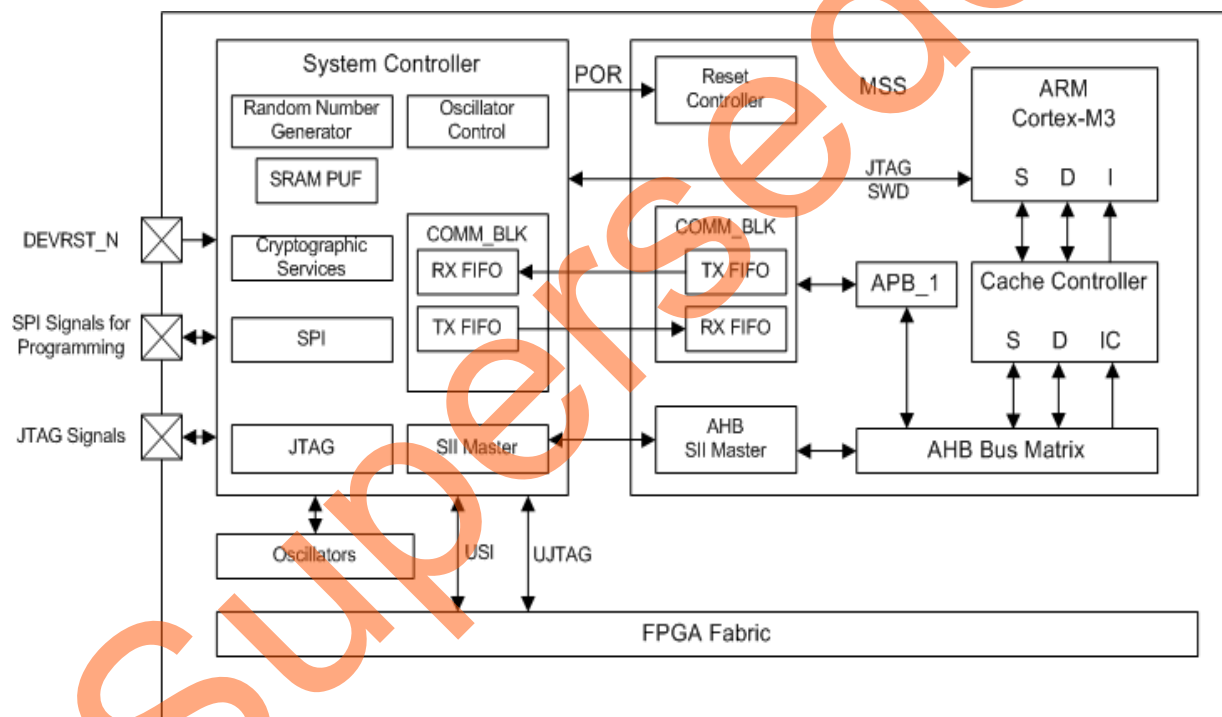 System Controller
Random Number
Generator
Oscillator
Control
SRAM PUF
Cryptographic
Services
COMM_BLK
RX FIFO
TX FIFO
SPI
JTAG
SII Master
DEVRST_N
SPI Signals for
Programming
JTAG Signals
POR
Reset
Controller
MSS
ARM
Cortex-M3
S D I
JTAG
SWD
COMM_BLK
TX FIFO
RX FIFO
APB_1
Cache Controller
S D IC
AHB
SII Master
AHB Bus Matrix
Oscillators
USI
UJTAG
FPGA Fabric
Superseded